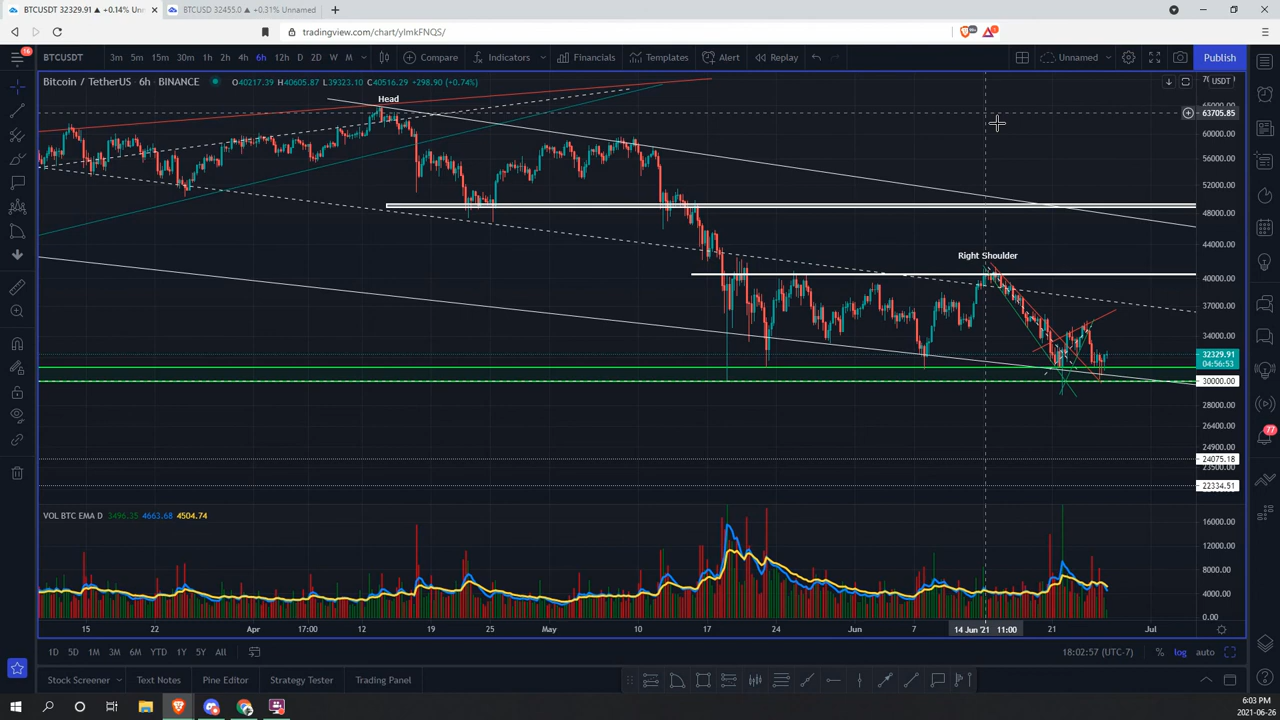 BTCUSDT 32329.91 ▲ +0.14% Unn
BTCUSD 32455.0 ▲ +0.31% Unnamed
tradingview.com/chart/yImkFNQS/
BTCUSDT 3m 5m 15m 30m 1h 2h 4h 6h 12h D 2D W M Compare Indicators Financials Templates Alert Replay Unnamed Publish
Bitcoin / TetherUS 6h BINANCE O40217.39 H40605.87 L39323.10 C40516.29 +298.90 (+0.74%)
USDT
Head
63705.85
60000.00
56000.00
52000.00
48000.00
44000.00
Right Shoulder
40000.00
37000.00
34000.00
32329.91
04:56:53
30000.00
28000.00
26400.00
24900.00
24075.18
23500.00
22334.51
VOL BTC EMA D 3496.35 4663.68 4504.74
16000.00
12000.00
8000.00
4000.00
0.00
15 22 Apr 17:00 12 19 25 May 10 17 24 Jun 7 14 Jun '21 11:00 21 Jul
1D 5D 1M 3M 6M YTD 1Y 5Y All 18:02:57 (UTC-7) % log auto
Stock Screener Text Notes Pine Editor Strategy Tester Trading Panel
6:03 PM
2021-06-26